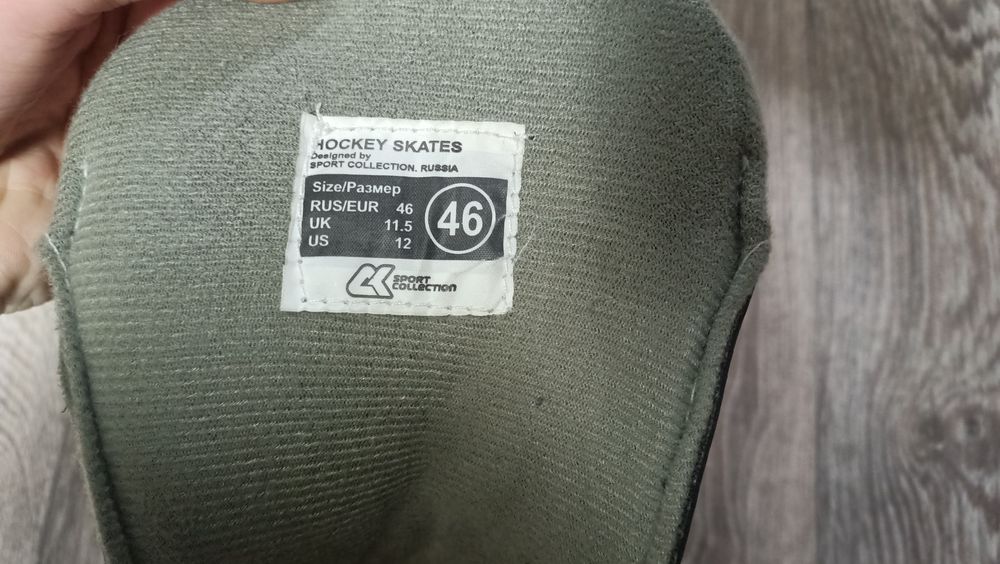 HOCKEY SKATES
Designed by
SPORT COLLECTION. RUSSIA
Size/Размер
RUS/EUR 46
UK 11.5
US 12
46
CK SPORT
COLLECTION